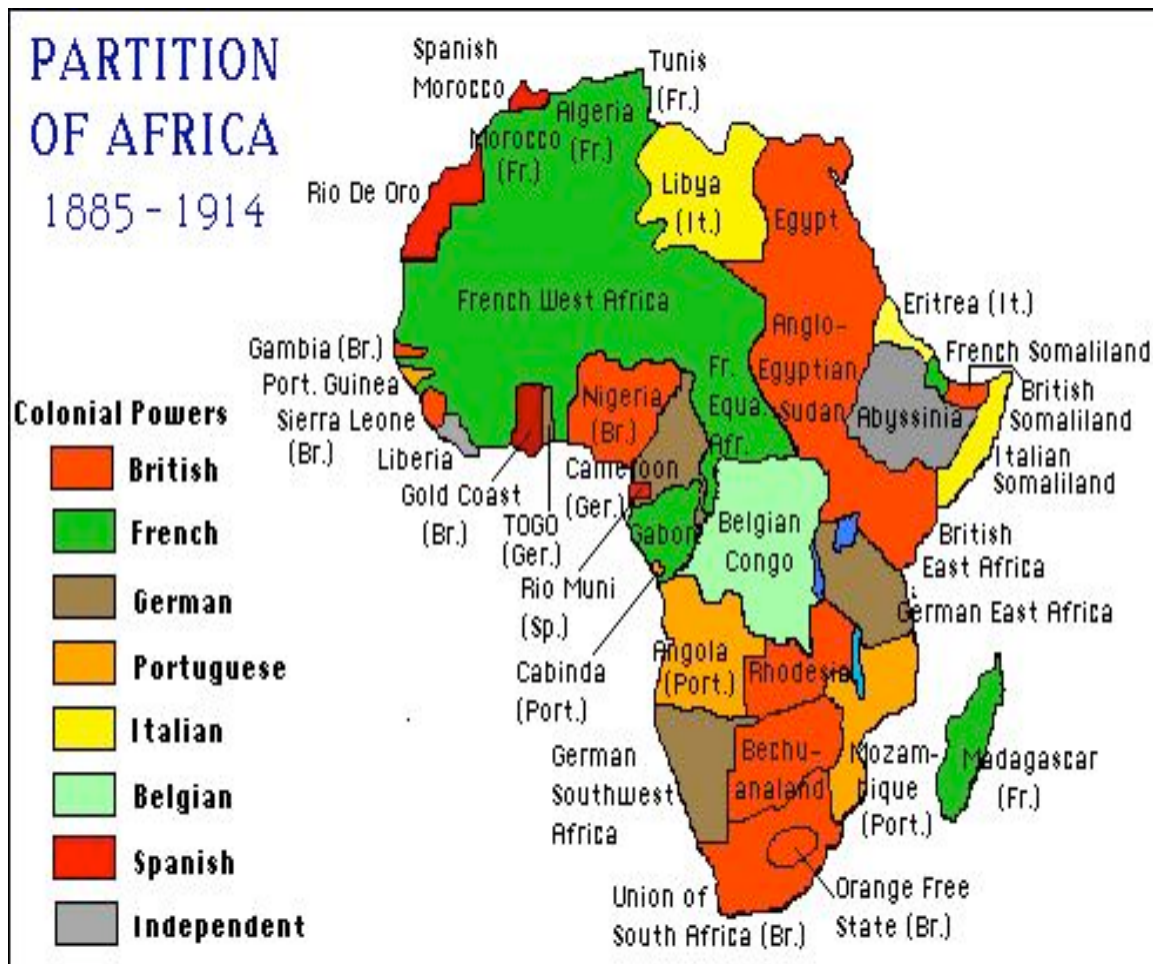 PARTITION
OF AFRICA
1885 - 1914
Spanish
Morocco
Tunis
(Fr.)
Algeria
(Fr.)
Morocco
(Fr.)
Rio De Oro
Libya
(It.)
Egypt
French West Africa
Eritrea (It.)
Anglo-
Egyptian
Sudan
French Somaliland
British
Somaliland
Italian
Somaliland
Abyssinia
Gambia (Br.)
Port. Guinea
Sierra Leone
(Br.)
Liberia
Gold Coast
(Br.)
TOGO
(Ger.)
Nigeria
(Br.)
Fr.
Equa.
Afr.
Cameroon
(Ger.)
Gabon
Rio Muni
(Sp.)
Cabinda
(Port.)
Belgian
Congo
British
East Africa
German East Africa
Angola
(Port.)
Rhodesia
German
Southwest
Africa
Bechu-
analand
Mozam-
bique
(Port.)
Madagascar
(Fr.)
Union of
South Africa (Br.)
Orange Free
State (Br.)
Colonial Powers
British
French
German
Portuguese
Italian
Belgian
Spanish
Independent